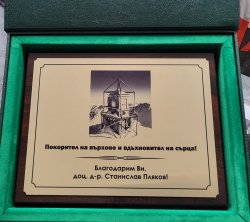 Покорител на върхове и вдъхновител на сърца!
Благодарим Ви,
доц. д-р. Станислав Пляков!